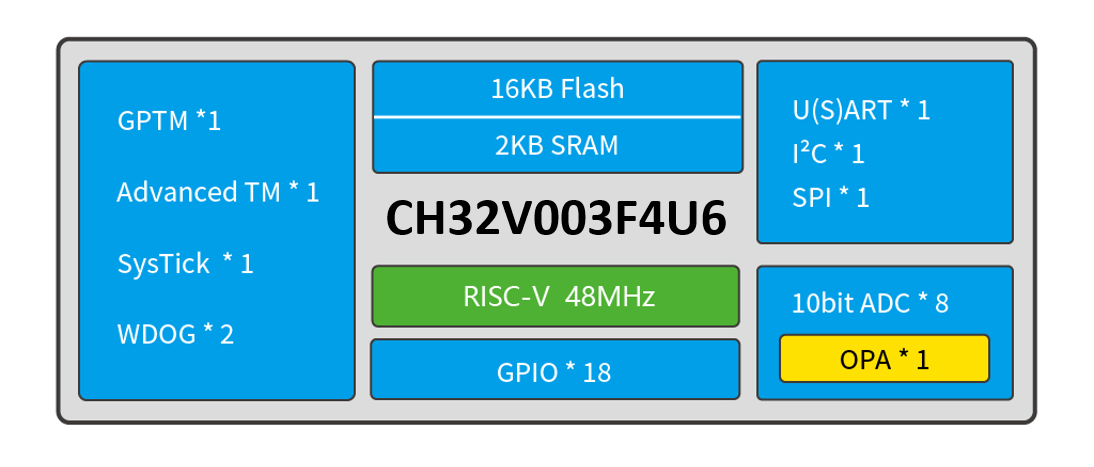 GPTM *1
Advanced TM * 1
SysTick * 1
WDOG * 2
16KB Flash
2KB SRAM
CH32V003F4U6
RISC-V 48MHz
GPIO * 18
U(S)ART * 1
I²C * 1
SPI * 1
10bit ADC * 8
OPA * 1